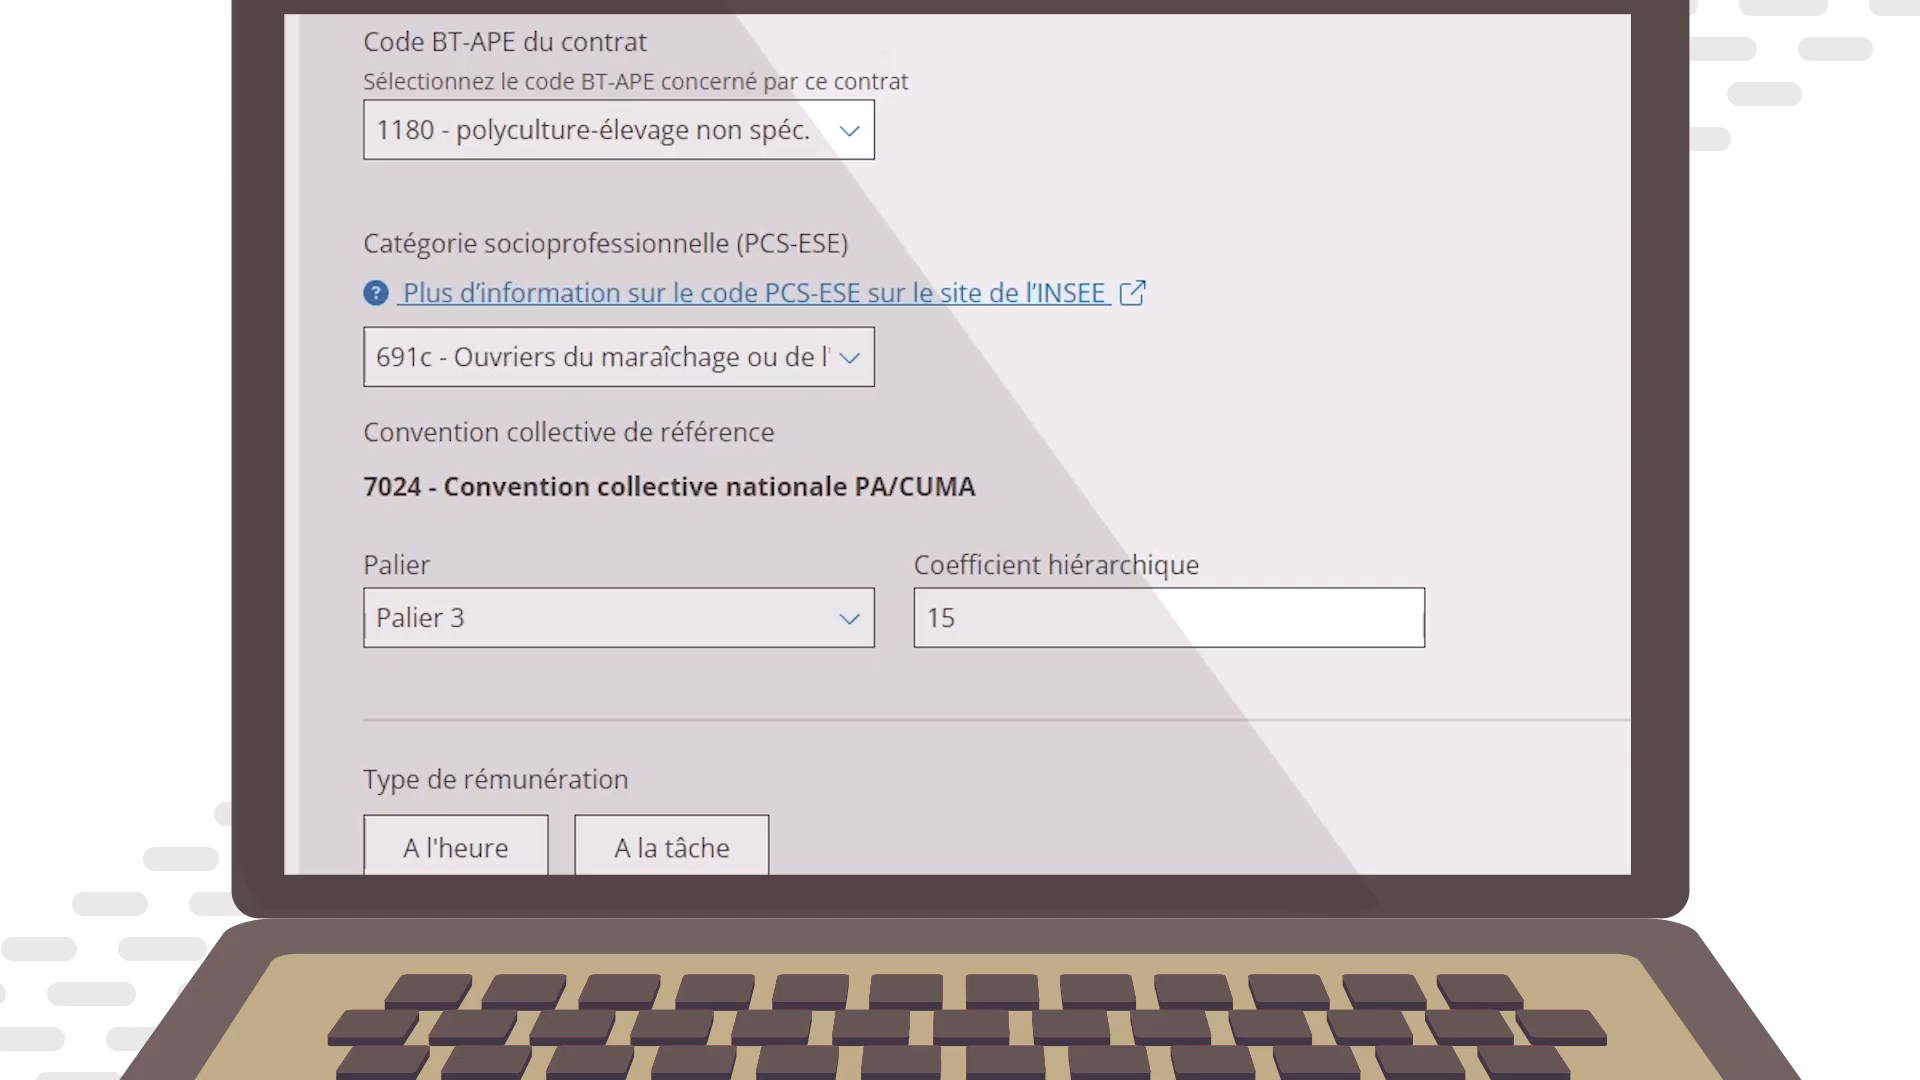 Code BT-APE du contrat
Sélectionnez le code BT-APE concerné par ce contrat
1180 - polyculture-élevage non spéc.
Catégorie socioprofessionnelle (PCS-ESE)
? Plus d’information sur le code PCS-ESE sur le site de l’INSEE
691c - Ouvriers du maraîchage ou de l'
Convention collective de référence
7024 - Convention collective nationale PA/CUMA
Palier
Coefficient hiérarchique
Palier 3
15
Type de rémunération
A l'heure
A la tâche